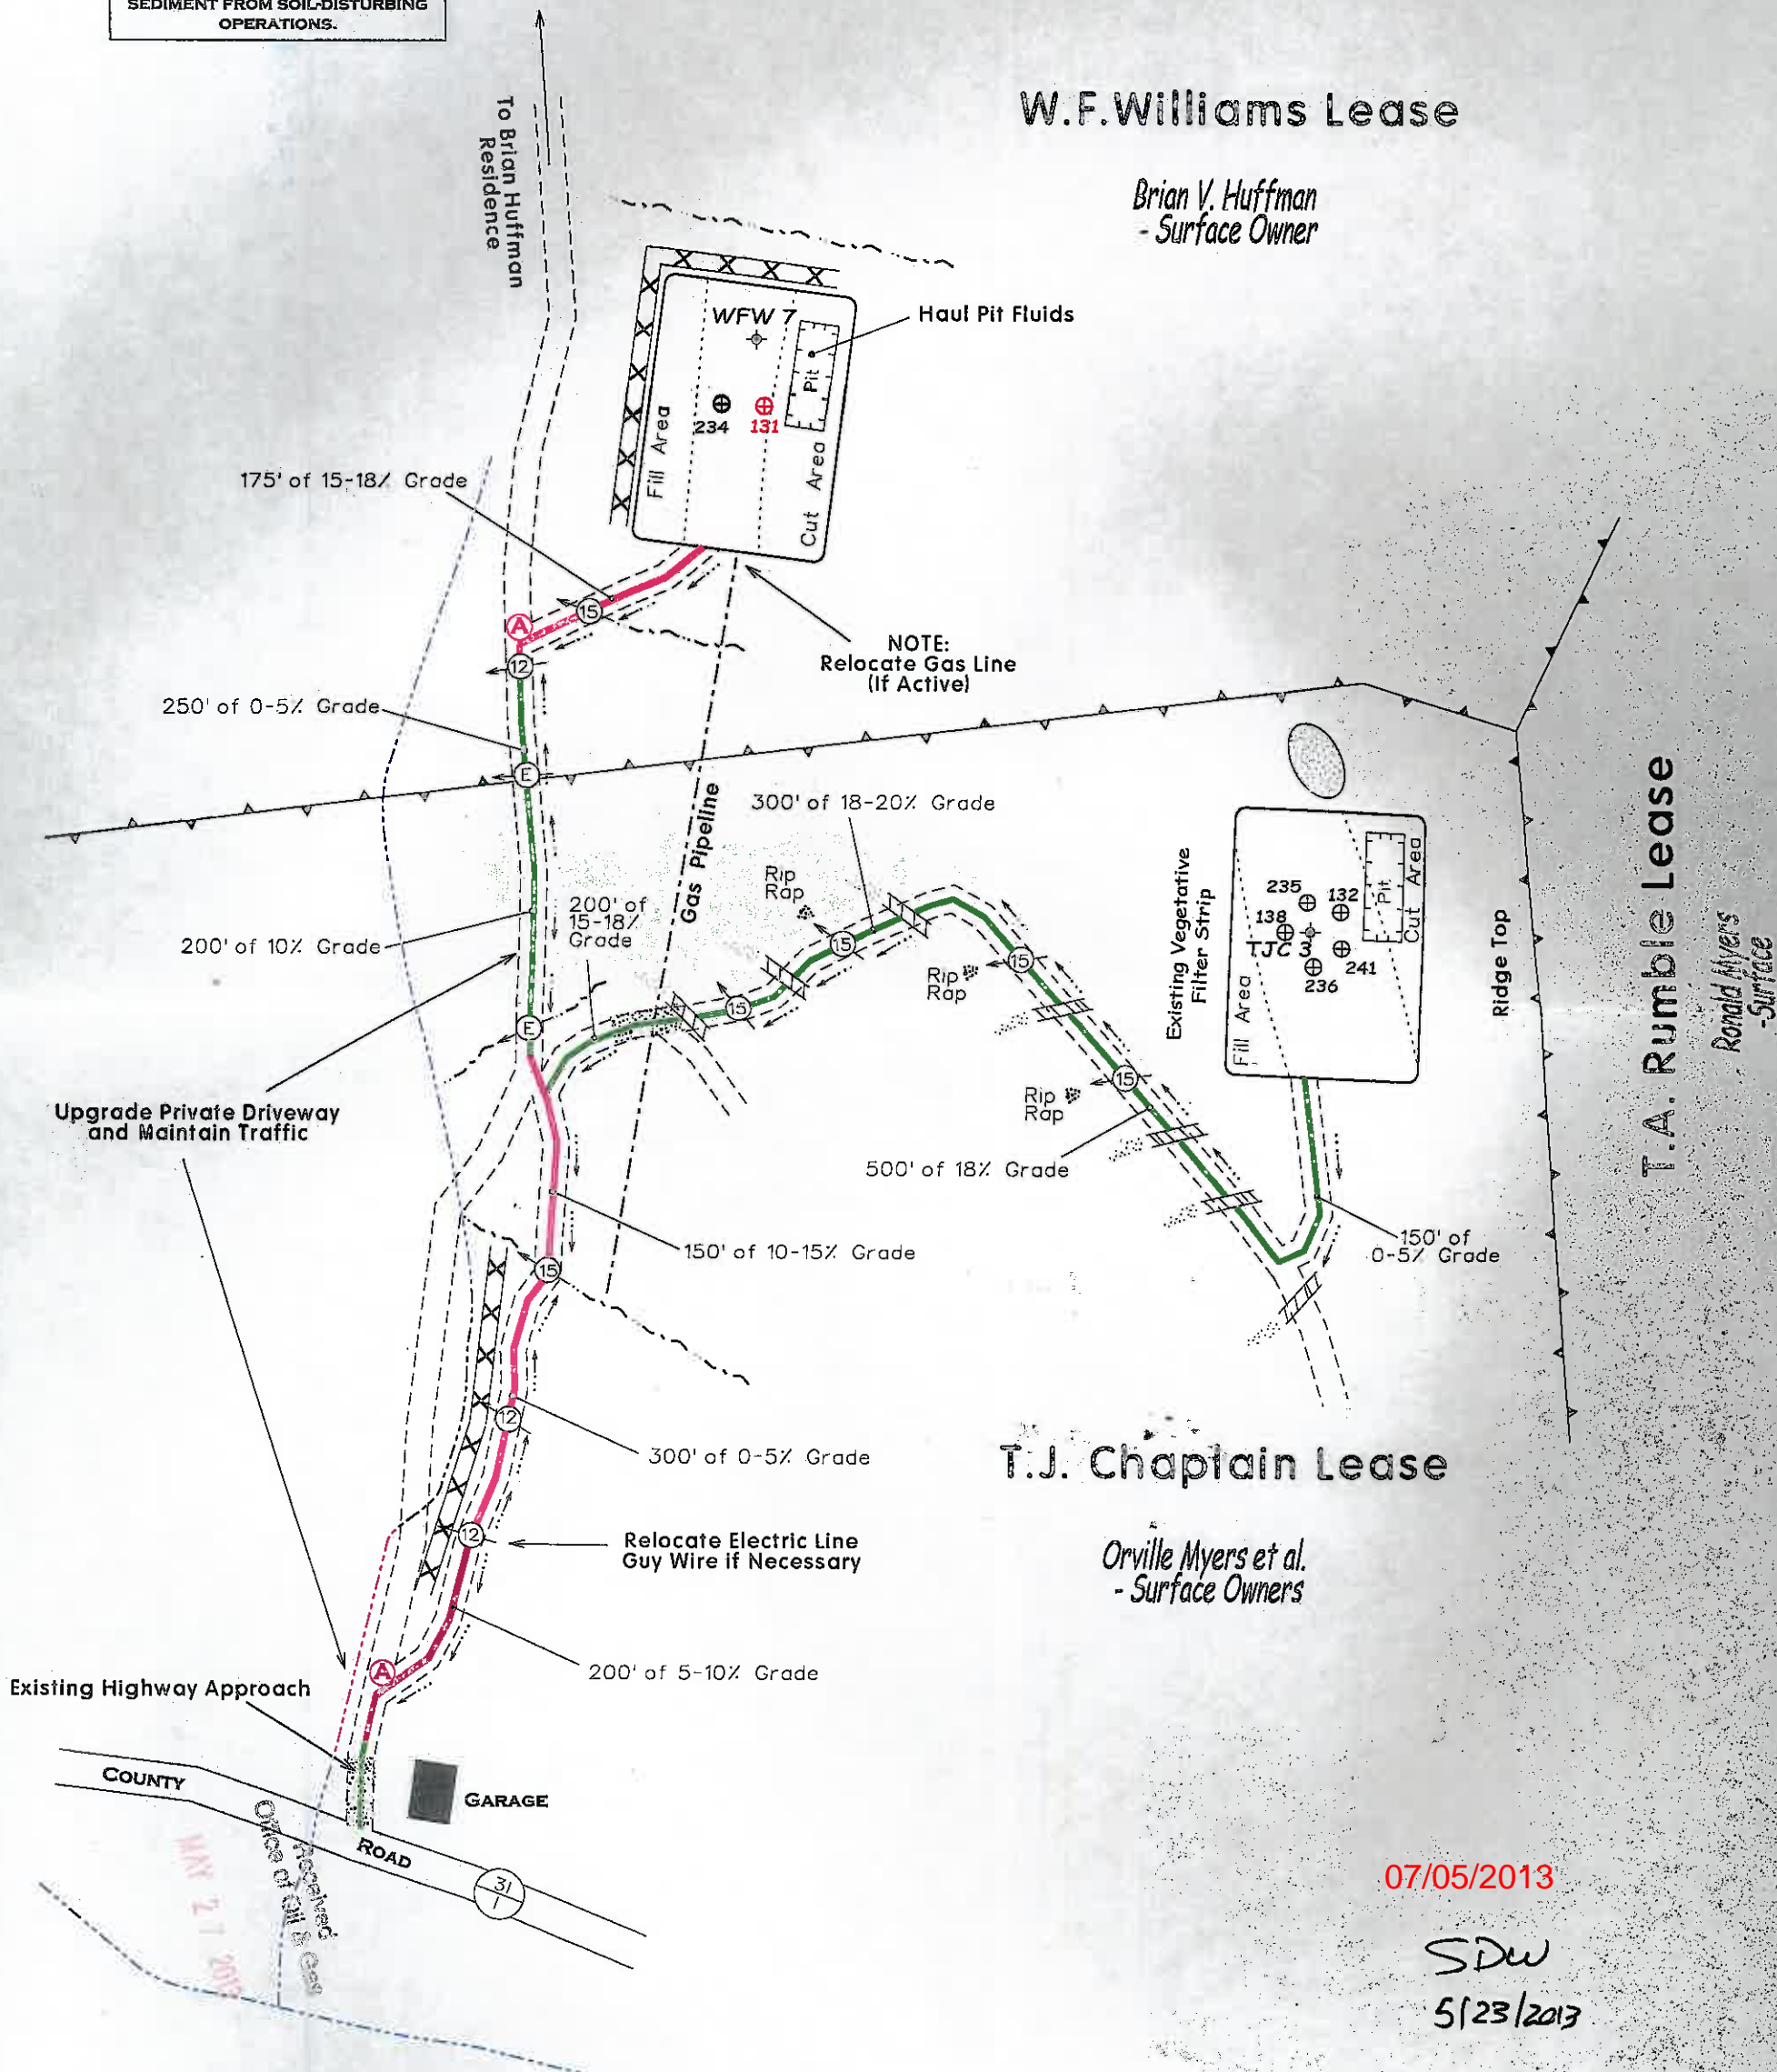 SEDIMENT FROM SOIL-DISTURBING
OPERATIONS.
To Brian Huffman
Residence
W.F.Williams Lease
Brian V. Huffman
- Surface Owner
WFW 7
Haul Pit Fluids
Pit
234
131
Fill Area
Cut Area
175' of 15-18% Grade
15
A
12
NOTE:
Relocate Gas Line
(If Active)
250' of 0-5% Grade
E
Gas Pipeline
300' of 18-20% Grade
Rip
Rap
200' of
15-18%
Grade
200' of 10% Grade
15
15
15
Rip
Rap
E
Existing Vegetative
Filter Strip
235
132
138
TJC 3
241
236
Pit
Cut Area
Fill Area
Ridge Top
T.A. Rumble Lease
Ronald Myers
-Surface
Upgrade Private Driveway
and Maintain Traffic
Rip
Rap
15
500' of 18% Grade
150' of 10-15% Grade
150' of
0-5% Grade
15
12
300' of 0-5% Grade
T.J. Chaplain Lease
12
Relocate Electric Line
Guy Wire if Necessary
Orville Myers et al.
- Surface Owners
200' of 5-10% Grade
A
Existing Highway Approach
COUNTY
ROAD
GARAGE
31
1
Received
Office of Oil & Gas
07/05/2013
SDW
5/23/2013